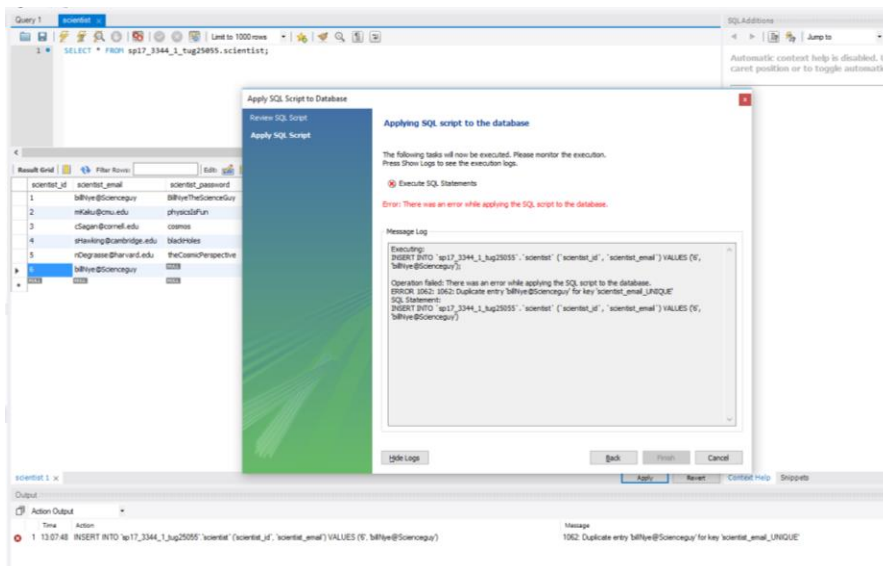 Query 1 scientist
Limit to 1000 rows
1 SELECT * FROM sp17_3344_1_tug25055.scientist;
SQLAdditions
Jump to
Automatic context help is disabled.
caret position or to toggle automati
Apply SQL Script to Database
Review SQL Script
Apply SQL Script
Applying SQL script to the database
The following tasks will now be executed. Please monitor the execution.
Press Show Logs to see the execution logs.
Execute SQL Statements
Error: There was an error while applying the SQL script to the database.
Message Log
Executing:
INSERT INTO `sp17_3344_1_tug25055`.`scientist` (`scientist_id`, `scientist_email`) VALUES ('6',
'billNye@Scienceguy');
Operation failed: There was an error while applying the SQL script to the database.
ERROR 1062: 1062: Duplicate entry 'billNye@Scienceguy' for key 'scientist_email_UNIQUE'
SQL Statement:
INSERT INTO `sp17_3344_1_tug25055`.`scientist` (`scientist_id`, `scientist_email`) VALUES ('6',
'billNye@Scienceguy')
Hide Logs Back Finish Cancel
Result Grid Filter Rows: Edit:
scientist_id scientist_email scientist_password
1 billNye@Scienceguy BillNyeTheScienceGuy
2 mKaku@cmu.edu physicsIsFun
3 cSagan@cornell.edu cosmos
4 sHawking@cambridge.edu blackHoles
5 nDegrasse@harvard.edu theCosmicPerspective
6 billNye@Scienceguy NULL
NULL NULL NULL
scientist 1 Apply Revert Context Help Snippets
Output
Action Output
Time Action Message
1 13:07:48 INSERT INTO `sp17_3344_1_tug25055`.`scientist` (`scientist_id`, `scientist_email`) VALUES ('6', 'billNye@Scienceguy') 1062: Duplicate entry 'billNye@Scienceguy' for key 'scientist_email_UNIQUE'